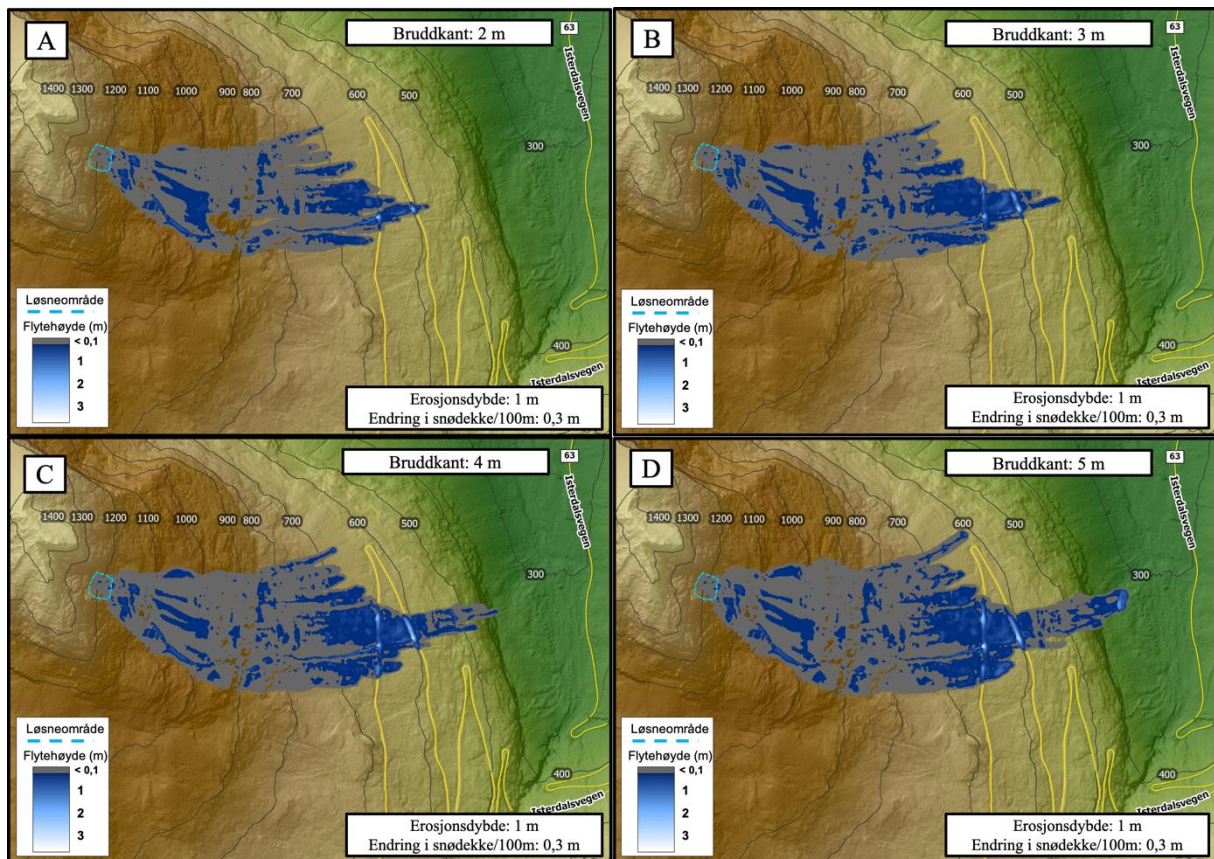 A
Bruddkant: 2 m
63
Isterdalsvegen
1400 1300 1200 1100 1000 800 700 600 500
300
400
Isterdalsvegen
Løsneområde
Flytehøyde (m)
< 0,1
1
2
3
Erosjonsdybde: 1 m
Endring i snødekke/100m: 0,3 m
B
Bruddkant: 3 m
63
Isterdalsvegen
1400 1300 1200 1100 1000 800 700 600 500
300
400
Isterdalsvegen
Løsneområde
Flytehøyde (m)
< 0,1
1
2
3
Erosjonsdybde: 1 m
Endring i snødekke/100m: 0,3 m
C
Bruddkant: 4 m
63
Isterdalsvegen
1400 1300 1200 1100 1000 800 700 600 500
300
400
Isterdalsvegen
Løsneområde
Flytehøyde (m)
< 0,1
1
2
3
Erosjonsdybde: 1 m
Endring i snødekke/100m: 0,3 m
D
Bruddkant: 5 m
63
Isterdalsvegen
1400 1300 1200 1100 1000 800 700 600 500
300
400
Isterdalsvegen
Løsneområde
Flytehøyde (m)
< 0,1
1
2
3
Erosjonsdybde: 1 m
Endring i snødekke/100m: 0,3 m